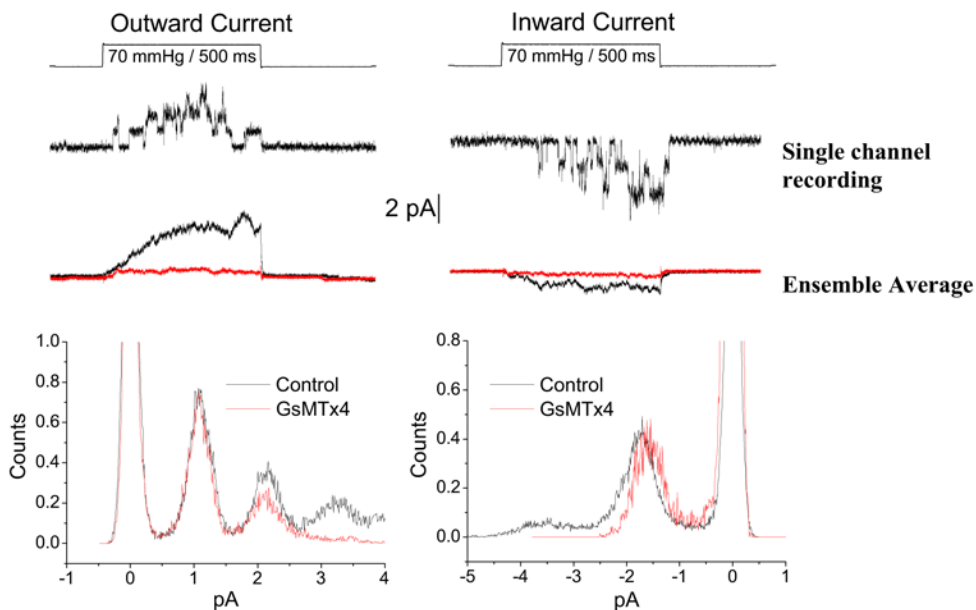 Outward Current
Inward Current
70 mmHg / 500 ms
70 mmHg / 500 ms
Single channel
recording
2 pA
Ensemble Average
1.0
0.8
0.6
0.4
0.2
0.0
Counts
Control
GsMTx4
-1
0
1
2
3
4
pA
0.8
0.6
0.4
0.2
0.0
Counts
Control
GsMTx4
-5
-4
-3
-2
-1
0
1
pA